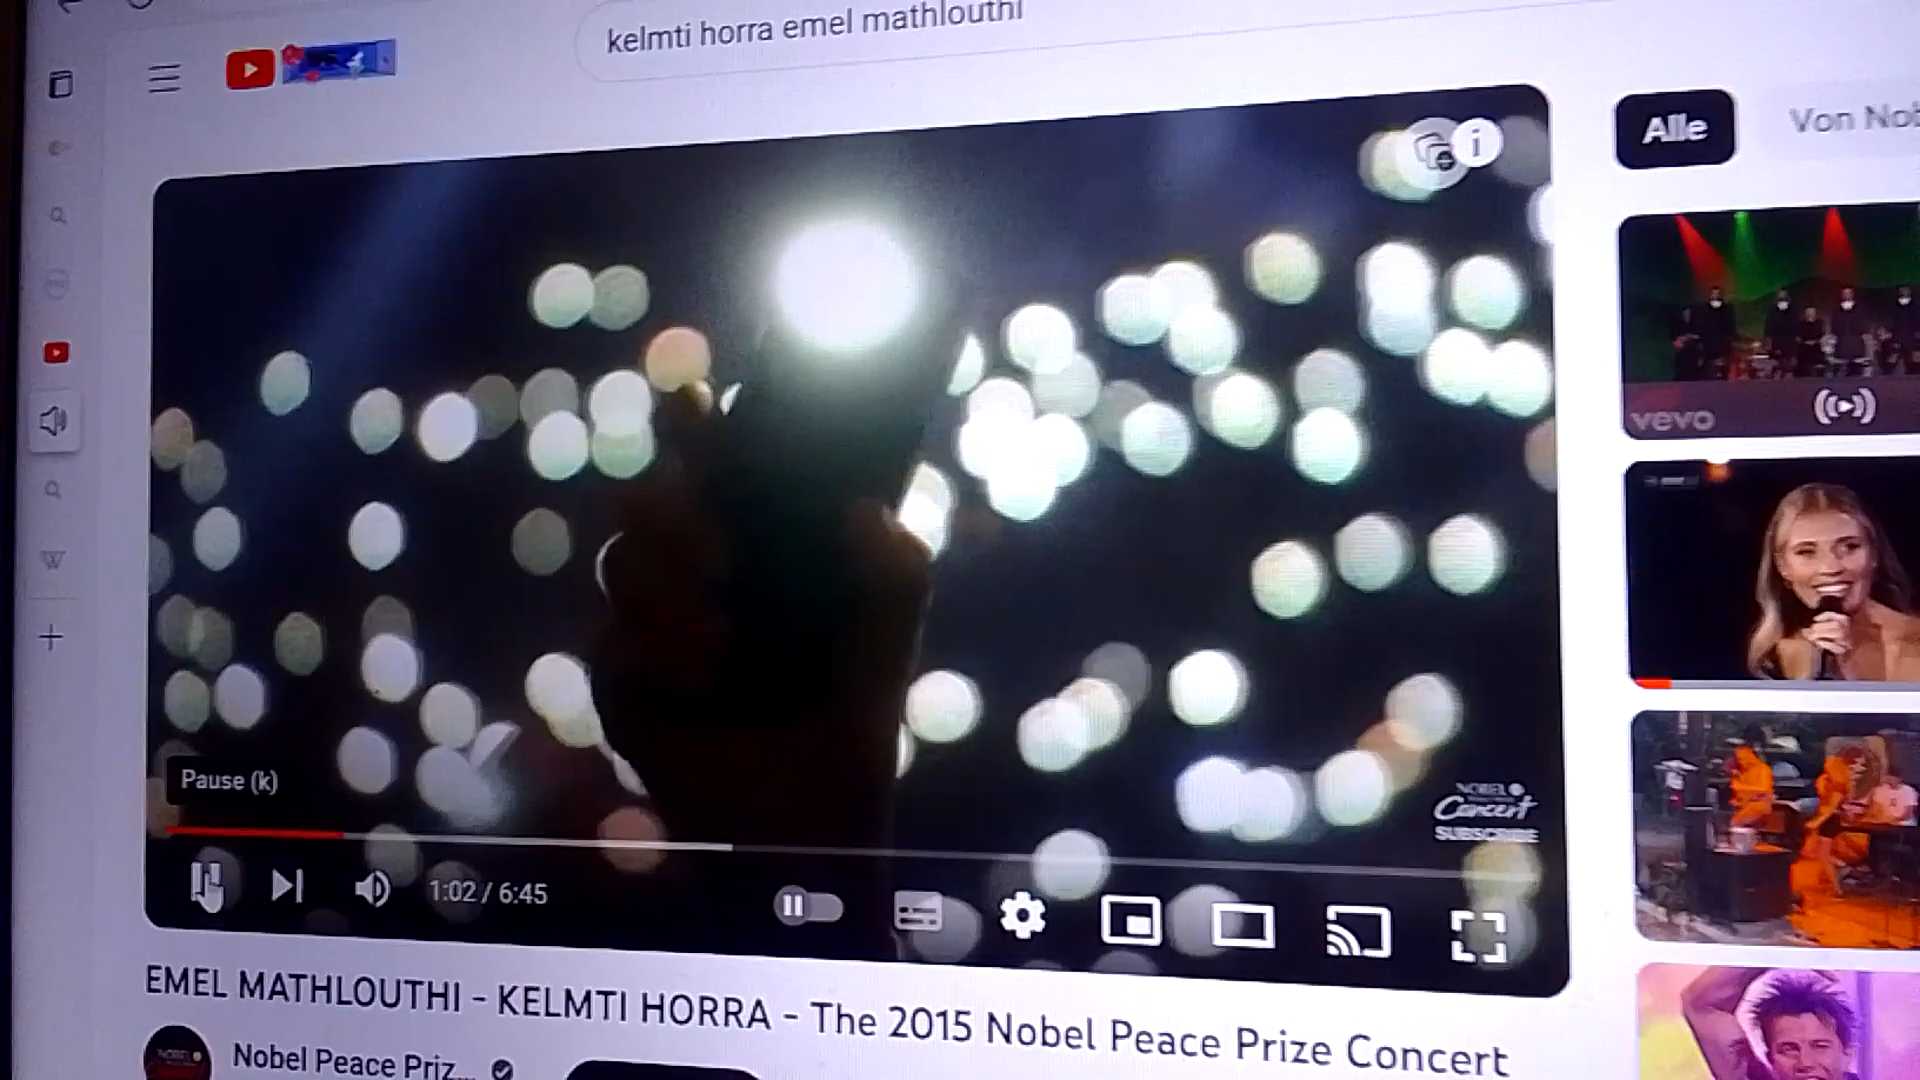 kelmti horra emel mathlouthi
Alle
Von Nob
vevo
Pause (k)
NOBEL
Concert
SUBSCRIBE
1:02 / 6:45
EMEL MATHLOUTHI - KELMTI HORRA - The 2015 Nobel Peace Prize Concert
Nobel Peace Priz...